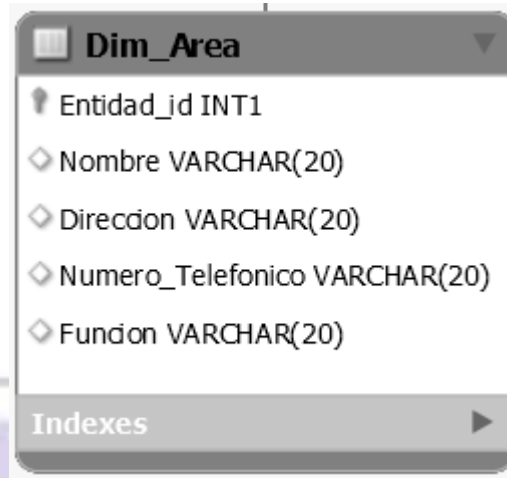 Dim_Area
Entidad_id INT1
Nombre VARCHAR(20)
Direccion VARCHAR(20)
Numero_Telefonico VARCHAR(20)
Funcion VARCHAR(20)
Indexes